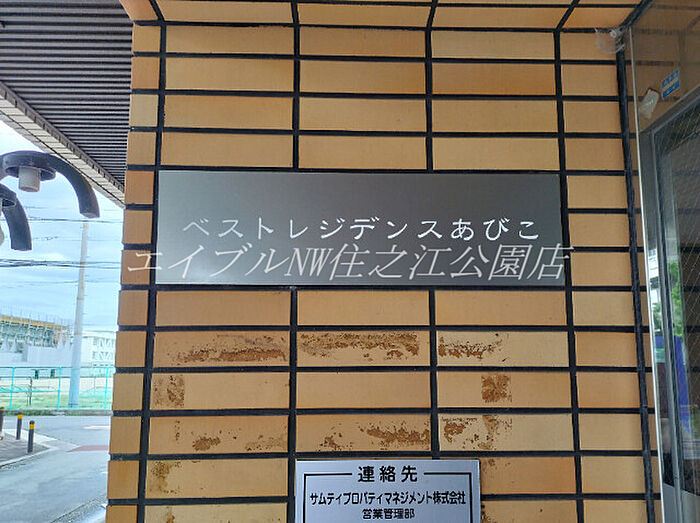 ベストレジデンスあびこ
エイブルNW住之江公園店
連絡先
サムティプロパティマネジメント株式会社
営業管理部